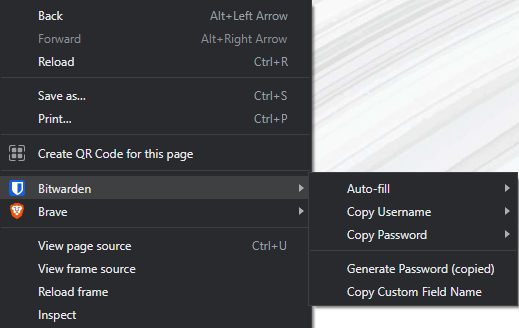 Back Alt+Left Arrow
Forward Alt+Right Arrow
Reload Ctrl+R
Save as... Ctrl+S
Print... Ctrl+P
Create QR Code for this page
Bitwarden
Brave
View page source Ctrl+U
View frame source
Reload frame
Inspect
Auto-fill
Copy Username
Copy Password
Generate Password (copied)
Copy Custom Field Name